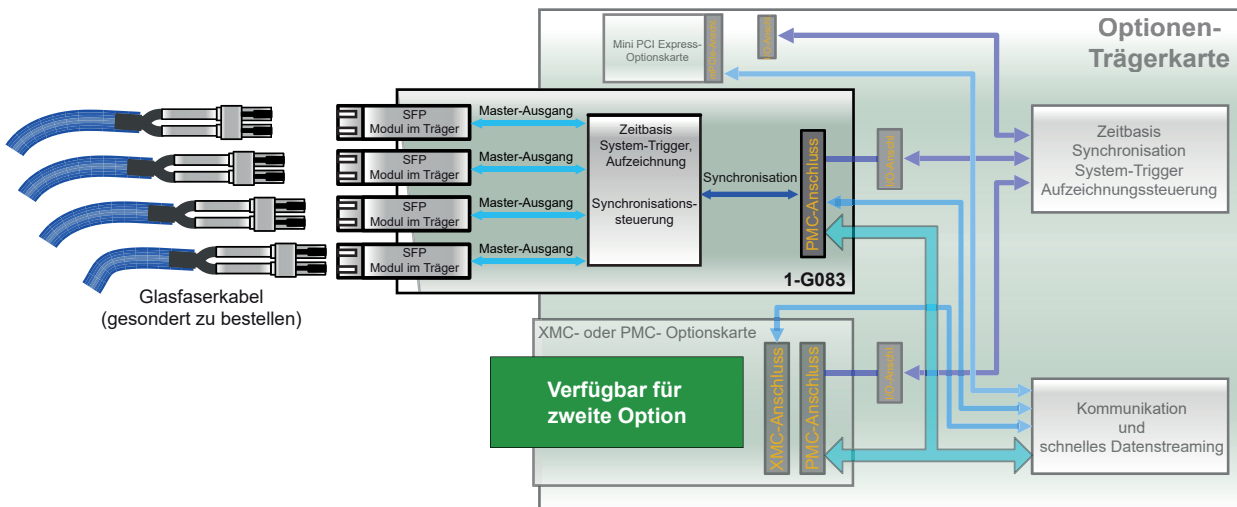 Optionen-
Trägerkarte
Mini PCI Express-
Optionskarte
I/O-Anschl
SFP
Modul im Träger
Master-Ausgang
SFP
Modul im Träger
Master-Ausgang
SFP
Modul im Träger
Master-Ausgang
SFP
Modul im Träger
Master-Ausgang
Zeitbasis
System-Trigger,
Aufzeichnung
Synchronisations-
steuerung
Synchronisation
PMC-Anschluss
I/O-Anschl
Zeitbasis
Synchronisation
System-Trigger
Aufzeichnungssteuerung
1-G083
Glasfaserkabel
(gesondert zu bestellen)
XMC- oder PMC- Optionskarte
Verfügbar für
zweite Option
XMC-Anschluss
PMC-Anschluss
I/O-Anschl
Kommunikation
und
schnelles Datenstreaming